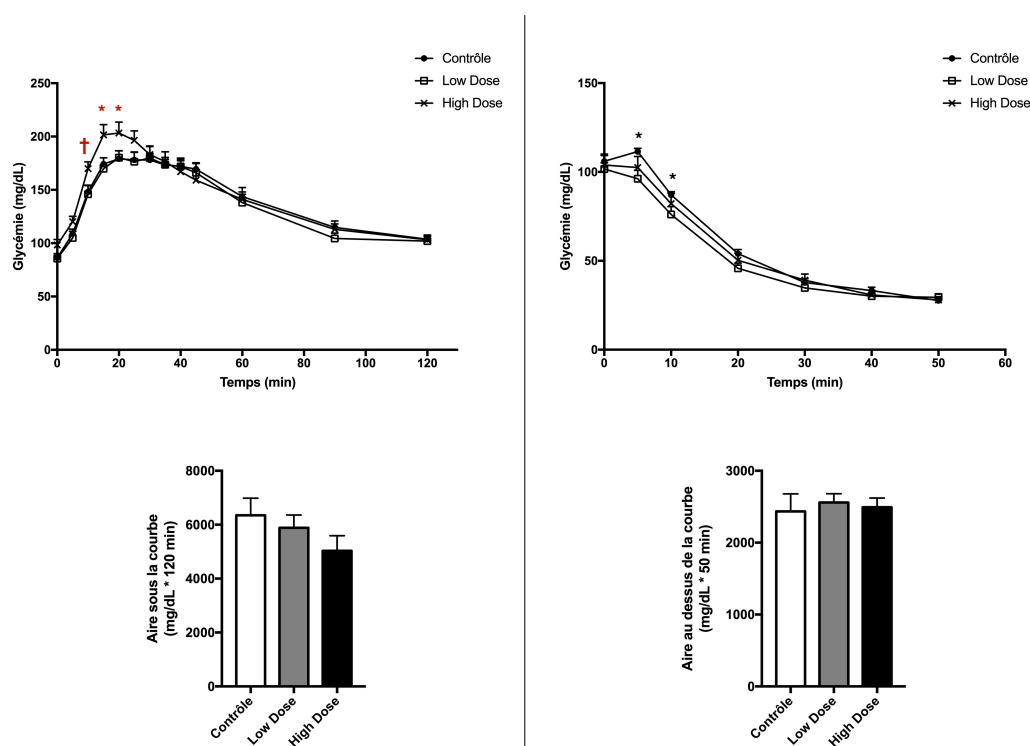 Contrôle
Low Dose
High Dose
Glycémie (mg/dL)
250
200
150
100
50
0
* *
†
0 20 40 60 80 100 120
Temps (min)
Contrôle
Low Dose
High Dose
Glycémie (mg/dL)
150
100
50
0
*
*
0 10 20 30 40 50 60
Temps (min)
Aire sous la courbe
(mg/dL * 120 min)
8000
6000
4000
2000
0
Contrôle
Low Dose
High Dose
Aire au dessus de la courbe
(mg/dL * 50 min)
3000
2000
1000
0
Contrôle
Low Dose
High Dose